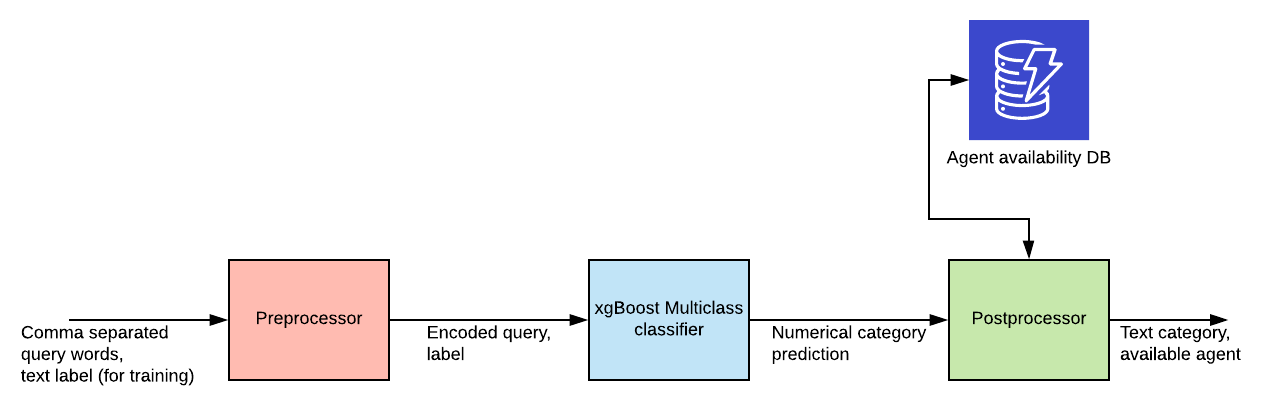 Agent availability DB
Preprocessor
xgBoost Multiclass
classifier
Postprocessor
Comma separated
query words,
text label (for training)
Encoded query,
label
Numerical category
prediction
Text category,
available agent